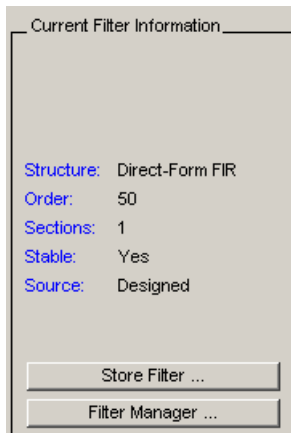 Current Filter Information
Structure: Direct-Form FIR
Order: 50
Sections: 1
Stable: Yes
Source: Designed
Store Filter ...
Filter Manager ...